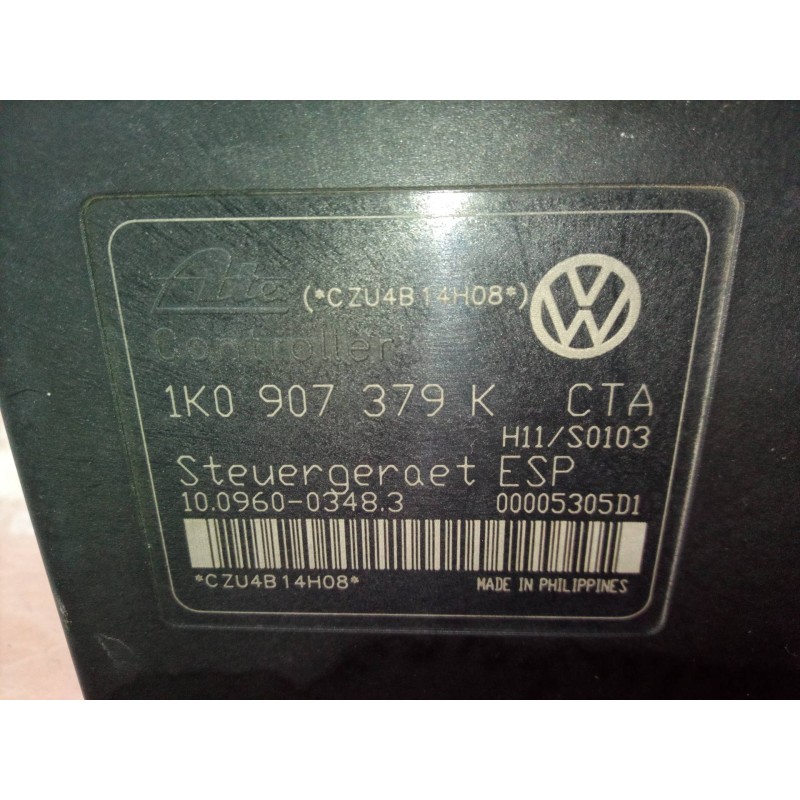 Ate (*CZU4B14H08*)
Controller
1K0 907 379 K CTA
H11/S0103
Steuergeraet ESP
10.0960-0348.3 00005305D1
*CZU4B14H08* MADE IN PHILIPPINES